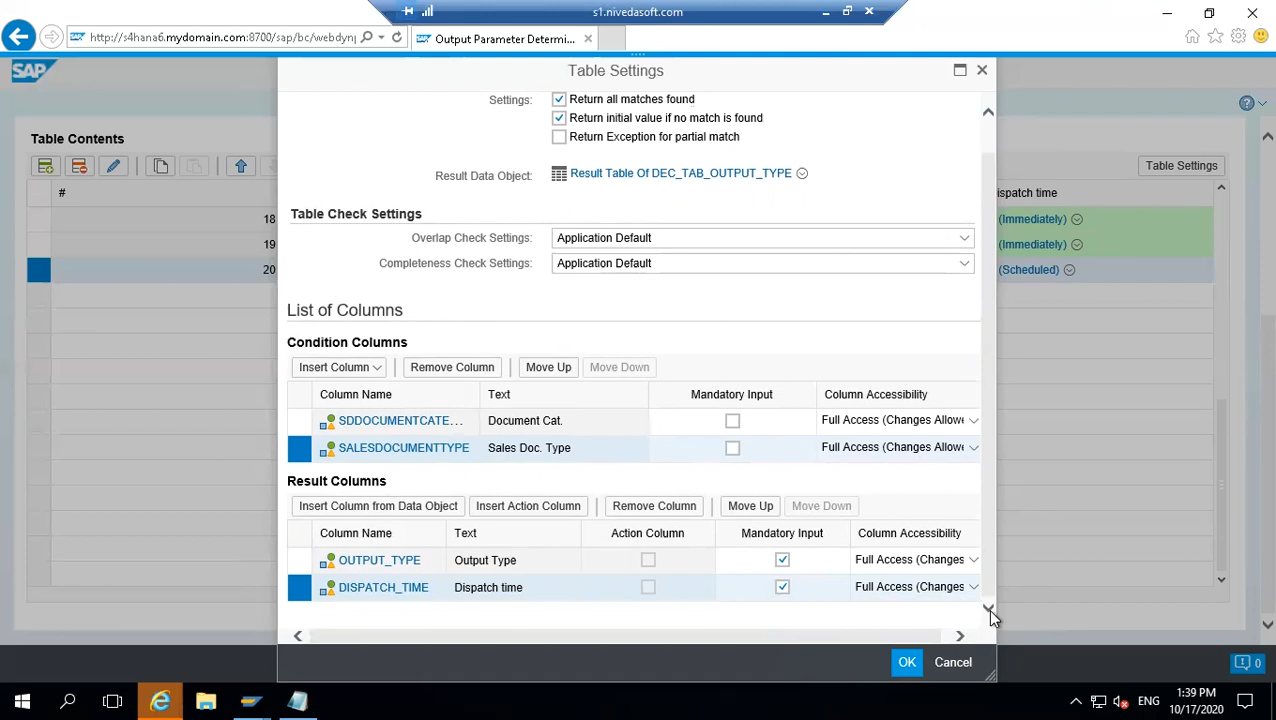 s1.nivedasoft.com
http://s4hana6.mydomain.com:8700/sap/bc/webdynp
Output Parameter Determi...
SAP
Table Settings
Settings:
Return all matches found
Return initial value if no match is found
Return Exception for partial match
Table Contents
Table Settings
Result Data Object:
Result Table Of DEC_TAB_OUTPUT_TYPE
#
ispatch time
Table Check Settings
18
(Immediately)
Overlap Check Settings:
Application Default
19
(Immediately)
Completeness Check Settings:
Application Default
20
(Scheduled)
List of Columns
Condition Columns
Insert Column
Remove Column
Move Up
Move Down
Column Name
Text
Mandatory Input
Column Accessibility
SDDOCUMENTCATE...
Document Cat.
Full Access (Changes Allowe
SALESDOCUMENTTYPE
Sales Doc. Type
Full Access (Changes Allowe
Result Columns
Insert Column from Data Object
Insert Action Column
Remove Column
Move Up
Move Down
Column Name
Text
Action Column
Mandatory Input
Column Accessibility
OUTPUT_TYPE
Output Type
Full Access (Changes
DISPATCH_TIME
Dispatch time
Full Access (Changes
OK
Cancel
0
ENG
1:39 PM
10/17/2020